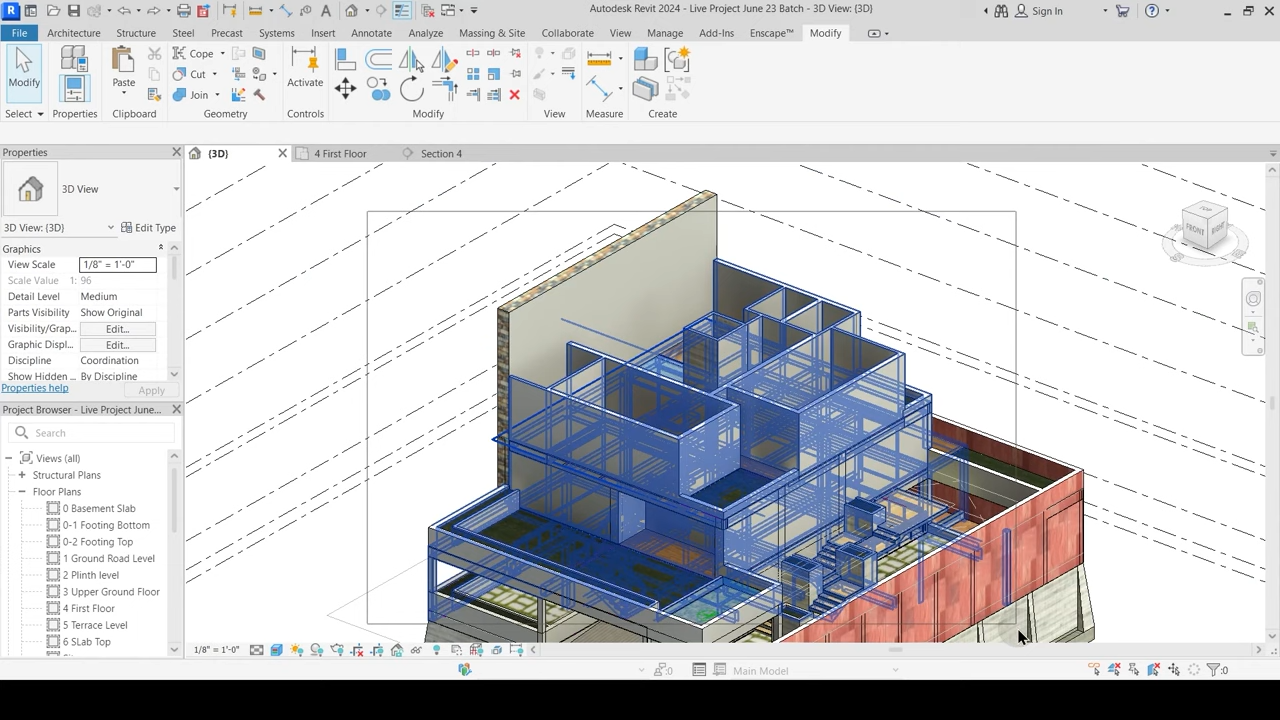 Autodesk Revit 2024 - Live Project June 23 Batch - 3D View: {3D}
Sign In
File Architecture Structure Steel Precast Systems Insert Annotate Analyze Massing & Site Collaborate View Manage Add-Ins Enscape™ Modify
Modify
Select
Properties
Paste
Clipboard
Cope
Cut
Join
Geometry
Activate
Controls
Modify
View
Measure
Create
Properties
3D View
3D View: {3D}
Edit Type
Graphics
View Scale 1/8" = 1'-0"
Scale Value 1: 96
Detail Level Medium
Parts Visibility Show Original
Visibility/Grap... Edit...
Graphic Displ... Edit...
Discipline Coordination
Show Hidden By Discipline
Properties help
Apply
Project Browser - Live Project June...
Search
Views (all)
Structural Plans
Floor Plans
0 Basement Slab
0-1 Footing Bottom
0-2 Footing Top
1 Ground Road Level
2 Plinth level
3 Upper Ground Floor
4 First Floor
5 Terrace Level
6 SLab Top
{3D}
4 First Floor
Section 4
TOP
FRONT
RIGHT
1/8" = 1'-0"
:0
Main Model
:0